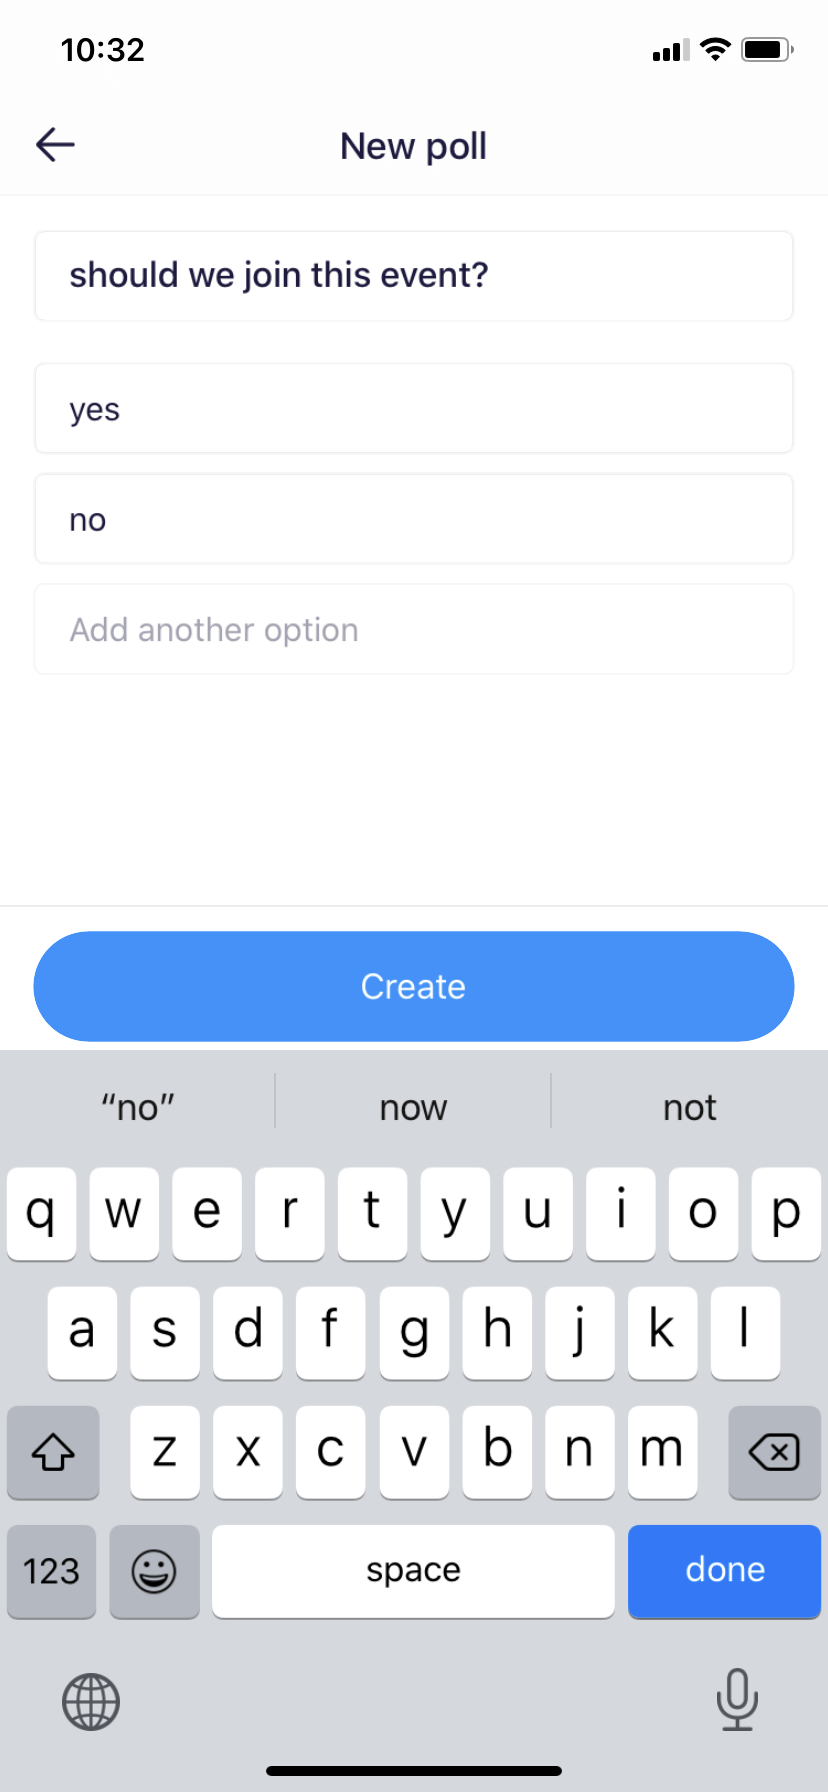 10:32
New poll
should we join this event?
yes
no
Add another option
Create
“no” now not
q w e r t y u i o p
a s d f g h j k l
z x c v b n m
123 space done